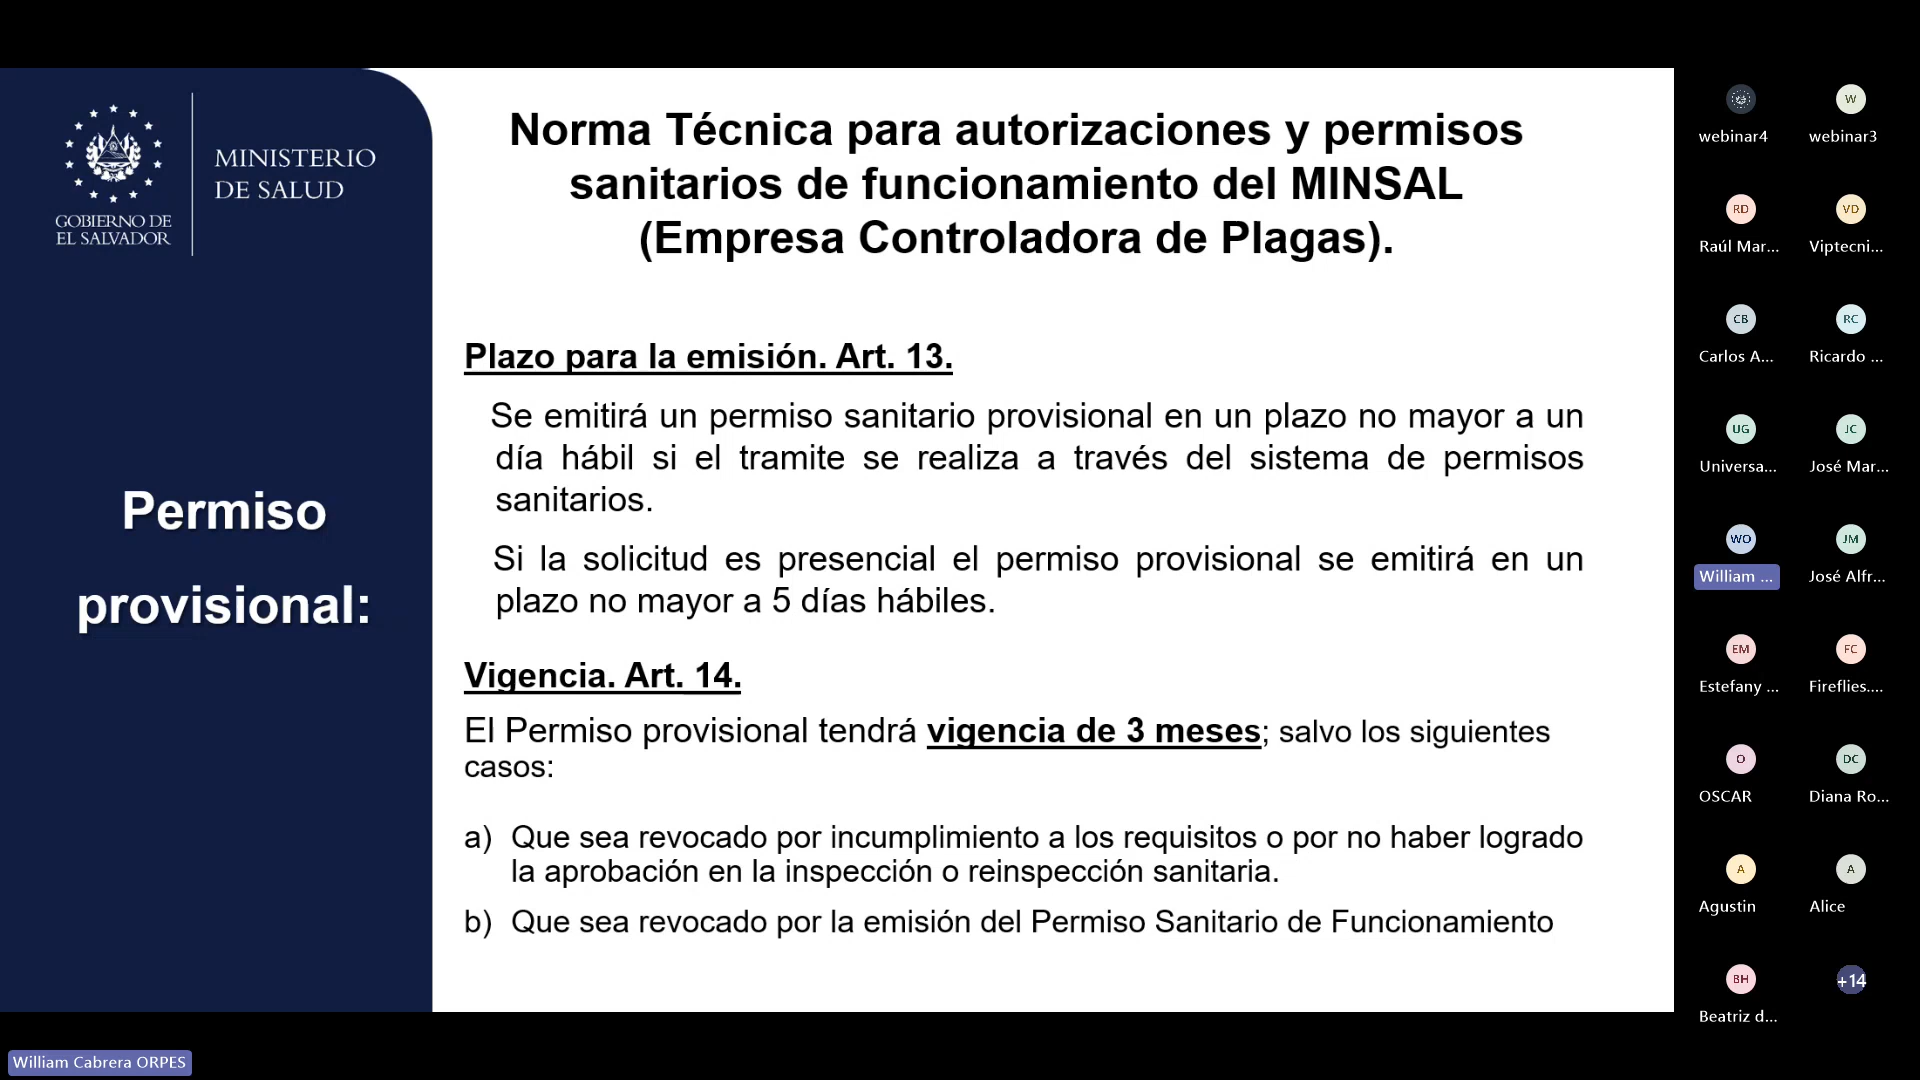 GOBIERNO DE
EL SALVADOR
MINISTERIO
DE SALUD
Permiso
provisional:
Norma Técnica para autorizaciones y permisos
sanitarios de funcionamiento del MINSAL
(Empresa Controladora de Plagas).
Plazo para la emisión. Art. 13.
Se emitirá un permiso sanitario provisional en un plazo no mayor a un
día hábil si el tramite se realiza a través del sistema de permisos
sanitarios.
Si la solicitud es presencial el permiso provisional se emitirá en un
plazo no mayor a 5 días hábiles.
Vigencia. Art. 14.
El Permiso provisional tendrá vigencia de 3 meses; salvo los siguientes
casos:
a) Que sea revocado por incumplimiento a los requisitos o por no haber logrado
la aprobación en la inspección o reinspección sanitaria.
b) Que sea revocado por la emisión del Permiso Sanitario de Funcionamiento
webinar4
W
webinar3
RD
Raúl Mar...
VD
Viptecni...
CB
Carlos A...
RC
Ricardo ...
UG
Universa...
JC
José Mar...
WO
William ...
JM
José Alfr...
EM
Estefany ...
FC
Fireflies....
O
OSCAR
DC
Diana Ro...
A
Agustin
A
Alice
BH
Beatriz d...
+14
William Cabrera ORPES